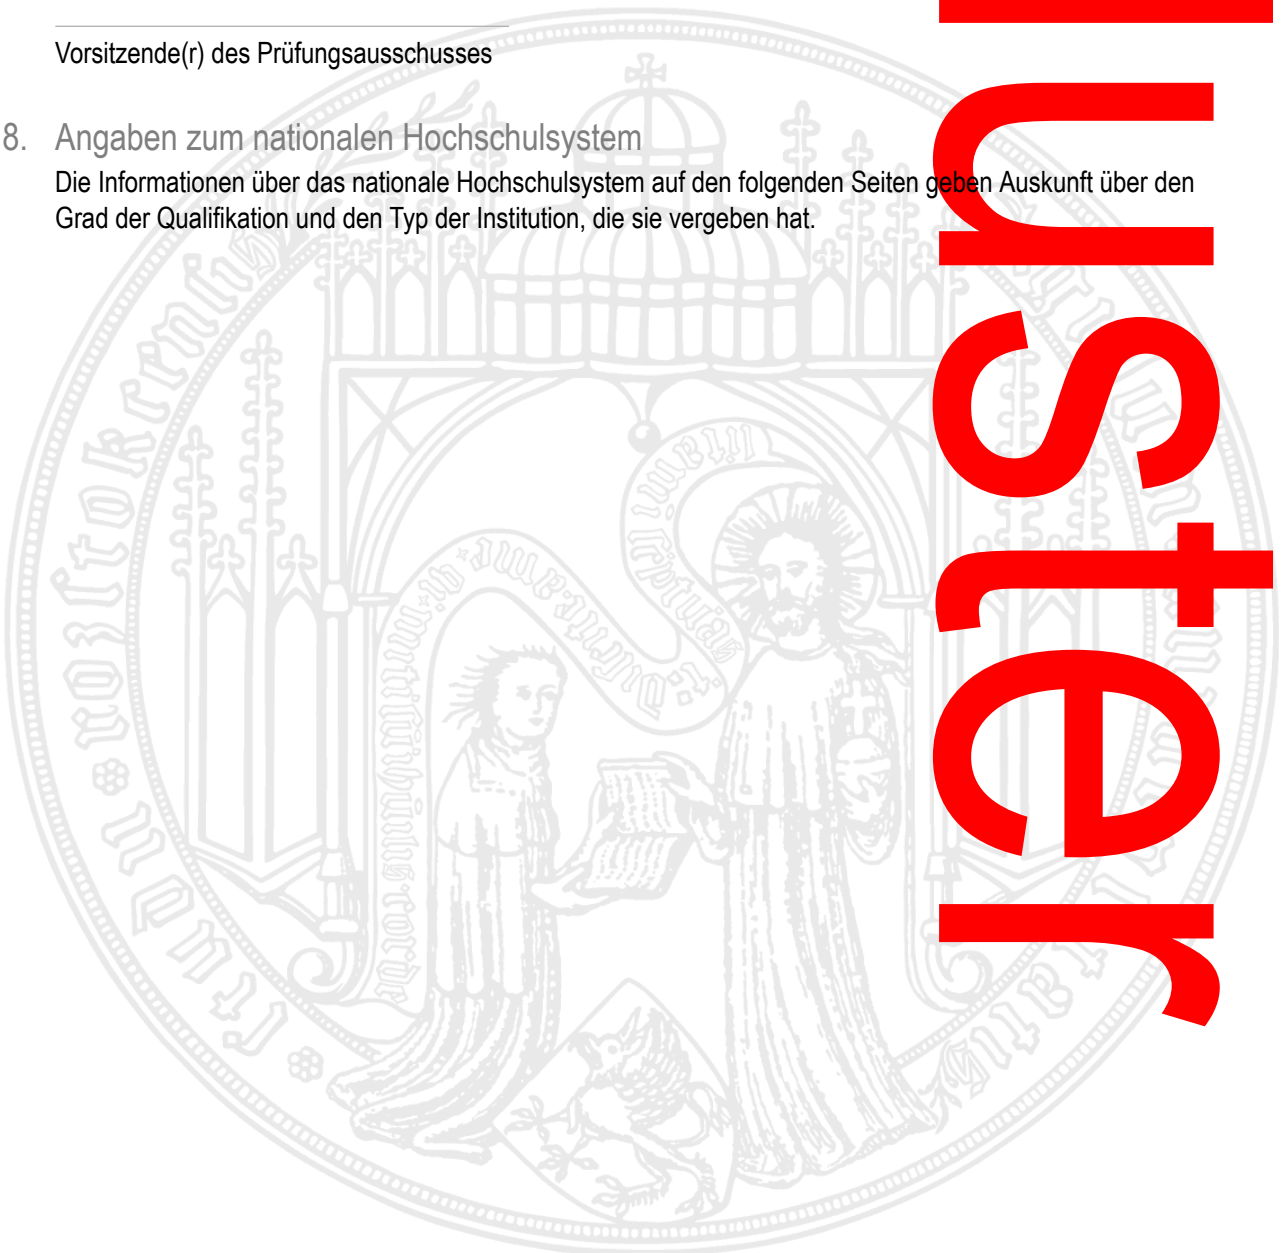 Vorsitzende(r) des Prüfungsausschusses
8. Angaben zum nationalen Hochschulsystem
Die Informationen über das nationale Hochschulsystem auf den folgenden Seiten geben Auskunft über den
Grad der Qualifikation und den Typ der Institution, die sie vergeben hat.
uster